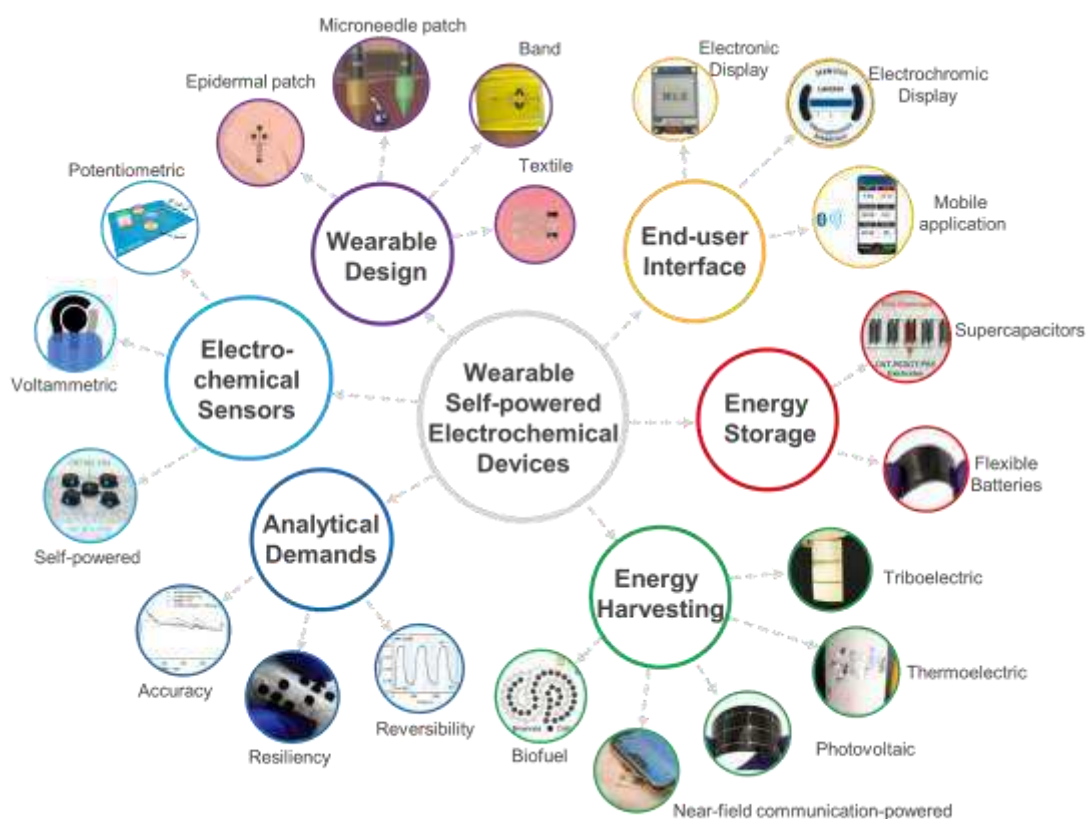 Microneedle patch
Band
Epidermal patch
Textile
Potentiometric
Wearable
Design
Electronic
Display
Electrochromic
Display
Mobile
application
End-user
Interface
Voltammetric
Electro-
chemical
Sensors
Self-powered
Wearable
Self-powered
Electrochemical
Devices
Supercapacitors
Energy
Storage
Flexible
Batteries
Analytical
Demands
Accuracy
Resiliency
Reversibility
Energy
Harvesting
Triboelectric
Thermoelectric
Photovoltaic
Near-field communication-powered
Biofuel